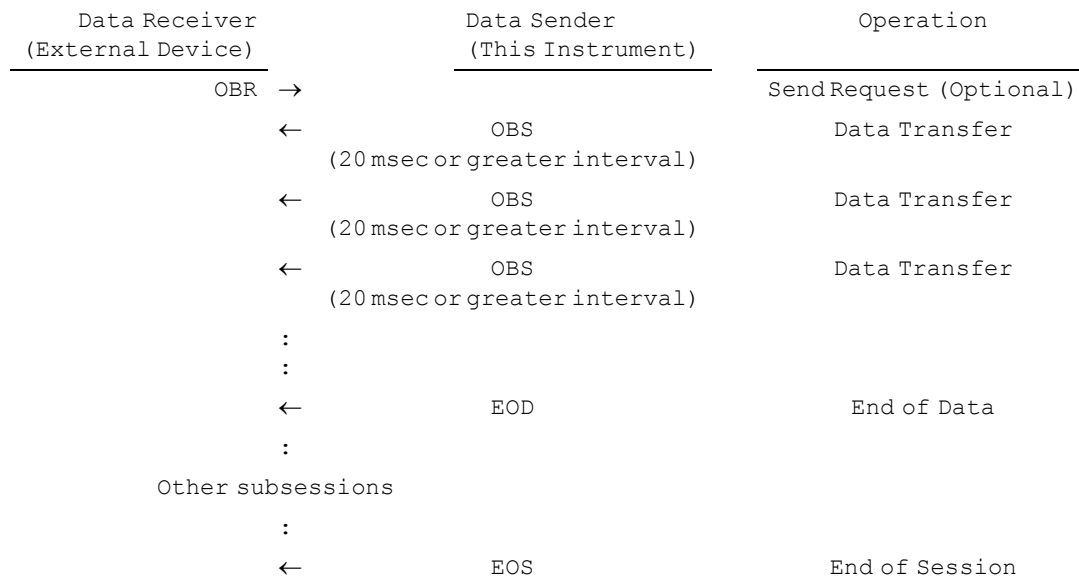 Data Receiver Data Sender Operation
(External Device) (This Instrument)
OBR → Send Request (Optional)
← OBS Data Transfer
(20 msec or greater interval)
← OBS Data Transfer
(20 msec or greater interval)
← OBS Data Transfer
(20 msec or greater interval)
:
:
← EOD End of Data
:
Other subsessions
:
← EOS End of Session